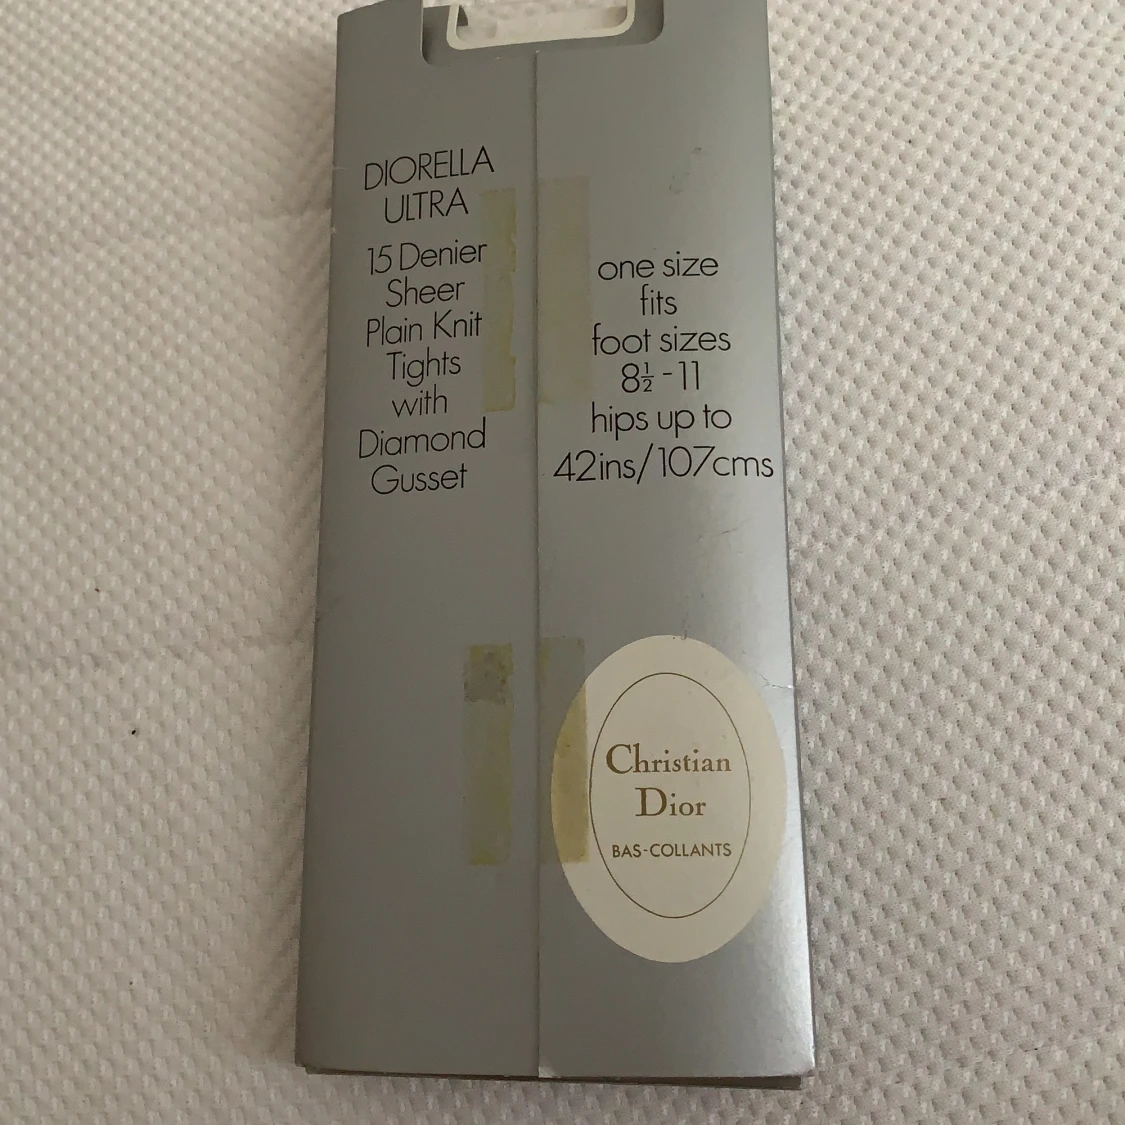 DIORELLA
ULTRA
15 Denier
Sheer
Plain Knit
Tights
with
Diamond
Gusset
one size
fits
foot sizes
8½ - 11
hips up to
42ins/107cms
Christian
Dior
BAS-COLLANTS